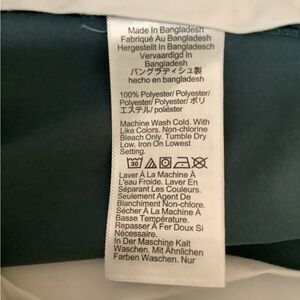 Made In Bangladesh
Fabriqué Au Bangladesh
Hergestellt In Bangladesch
Vervaardigd In
Bangladesh
バングラディシュ製
hecho en bangladesh
100% Polyester/ Polyester/
Polyester/ Polyester/ ポリ
エステル/ poliéster
Machine Wash Cold. With
Like Colors. Non-chlorine
Bleach Only. Tumble Dry
Low. Iron On Lowest
Setting.
30
Laver À La Machine À
L'eau Froide. Laver En
Séparant Les Couleurs.
Seulement Agent De
Blanchiment Non-chlore.
Sécher À La Machine À
Basse Température.
Repasser À Fer Doux Si
Nécessaire.
In Der Maschine Kalt
Waschen. Mit Ähnlichen
Farben Waschen. Nur